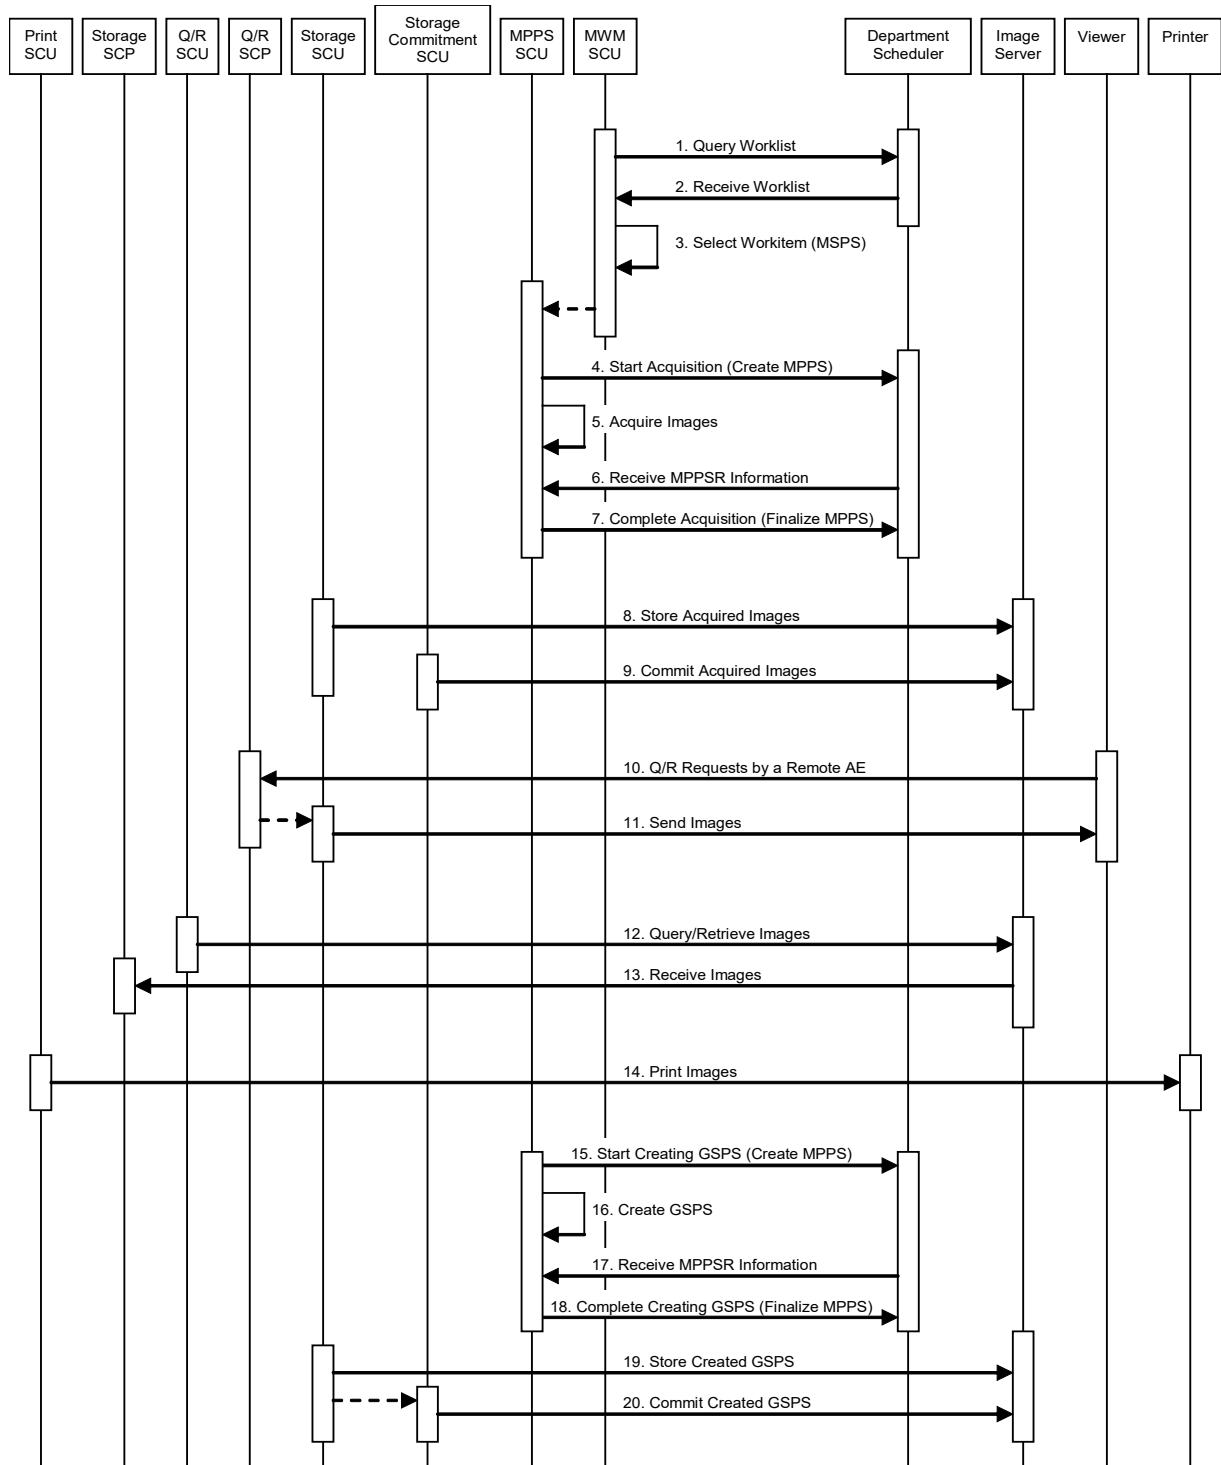 Print
SCU
Storage
SCP
Q/R
SCU
Q/R
SCP
Storage
SCU
Storage
Commitment
SCU
MPPS
SCU
MWM
SCU
Department
Scheduler
Image
Server
Viewer
Printer
1. Query Worklist
2. Receive Worklist
3. Select Workitem (MSPS)
4. Start Acquisition (Create MPPS)
5. Acquire Images
6. Receive MPPSR Information
7. Complete Acquisition (Finalize MPPS)
8. Store Acquired Images
9. Commit Acquired Images
10. Q/R Requests by a Remote AE
11. Send Images
12. Query/Retrieve Images
13. Receive Images
14. Print Images
15. Start Creating GSPS (Create MPPS)
16. Create GSPS
17. Receive MPPSR Information
18. Complete Creating GSPS (Finalize MPPS)
19. Store Created GSPS
20. Commit Created GSPS